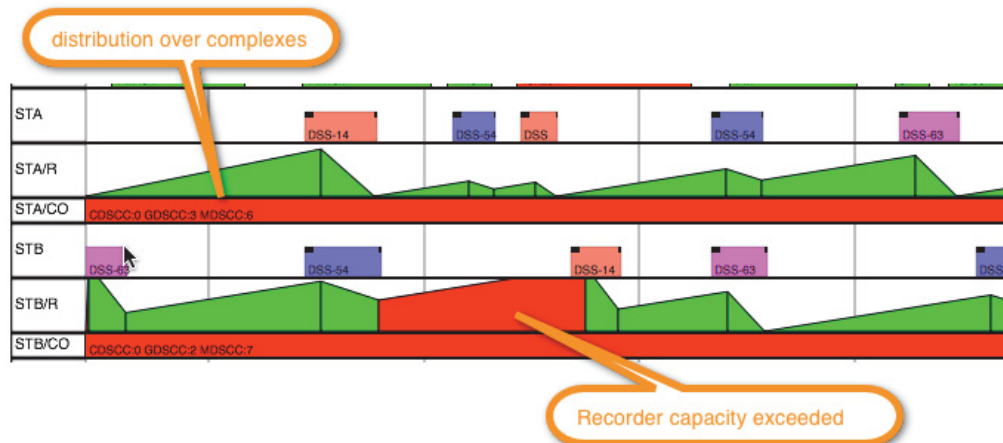 distribution over complexes
STA
DSS-14
DSS-54
DSS
DSS-54
DSS-63
STA/R
STA/CO
CDSCC:0 GDSCC:3 MDSCC:6
STB
DSS-63
DSS-54
DSS-14
DSS-63
DSS
STB/R
STB/CO
CDSCC:0 GDSCC:2 MDSCC:7
Recorder capacity exceeded